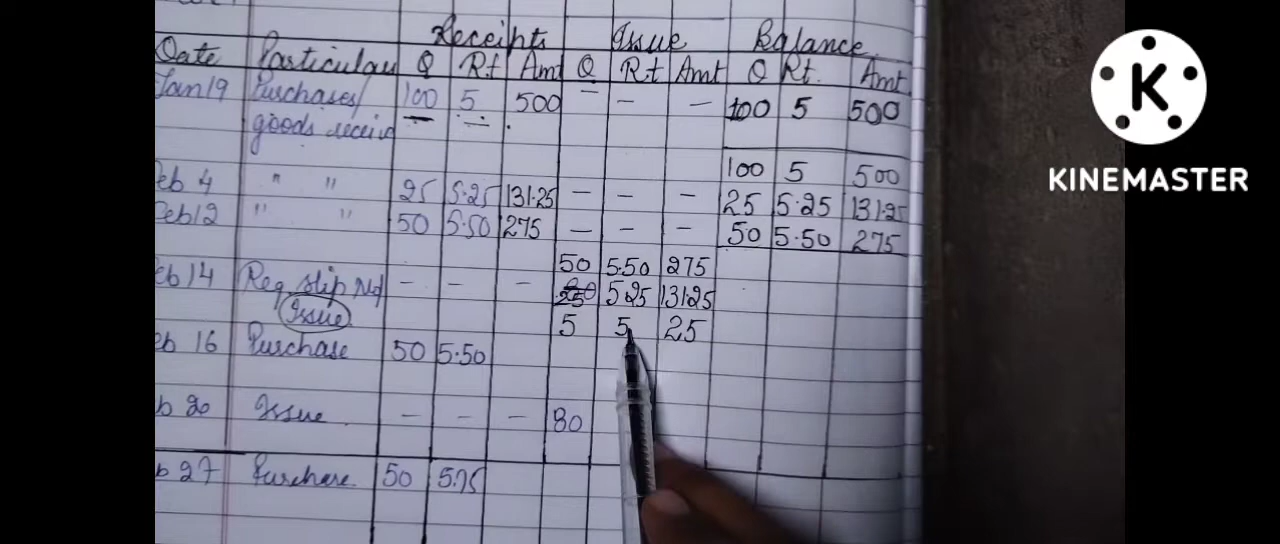 Receipts Issue Balance
Date Particulars Q Rt Amt Q Rt Amt Q Rt. Amt
Jan 19 Purchases/ 100 5 500 - - - 100 5 500
goods receiv
100 5 500
Feb 4 " " 25 5.25 131.25 - - - 25 5.25 131.25
Feb 12 " " 50 5.50 275 - - - 50 5.50 275
50 5.50 275
eb 14 Req slip No - - - 25 5.25 131.25
Issue 5 5 25
eb 16 Purchase 50 5.50
b 20 Issue - - - 80
b 27 Purchase 50 5.75
K
KINEMASTER